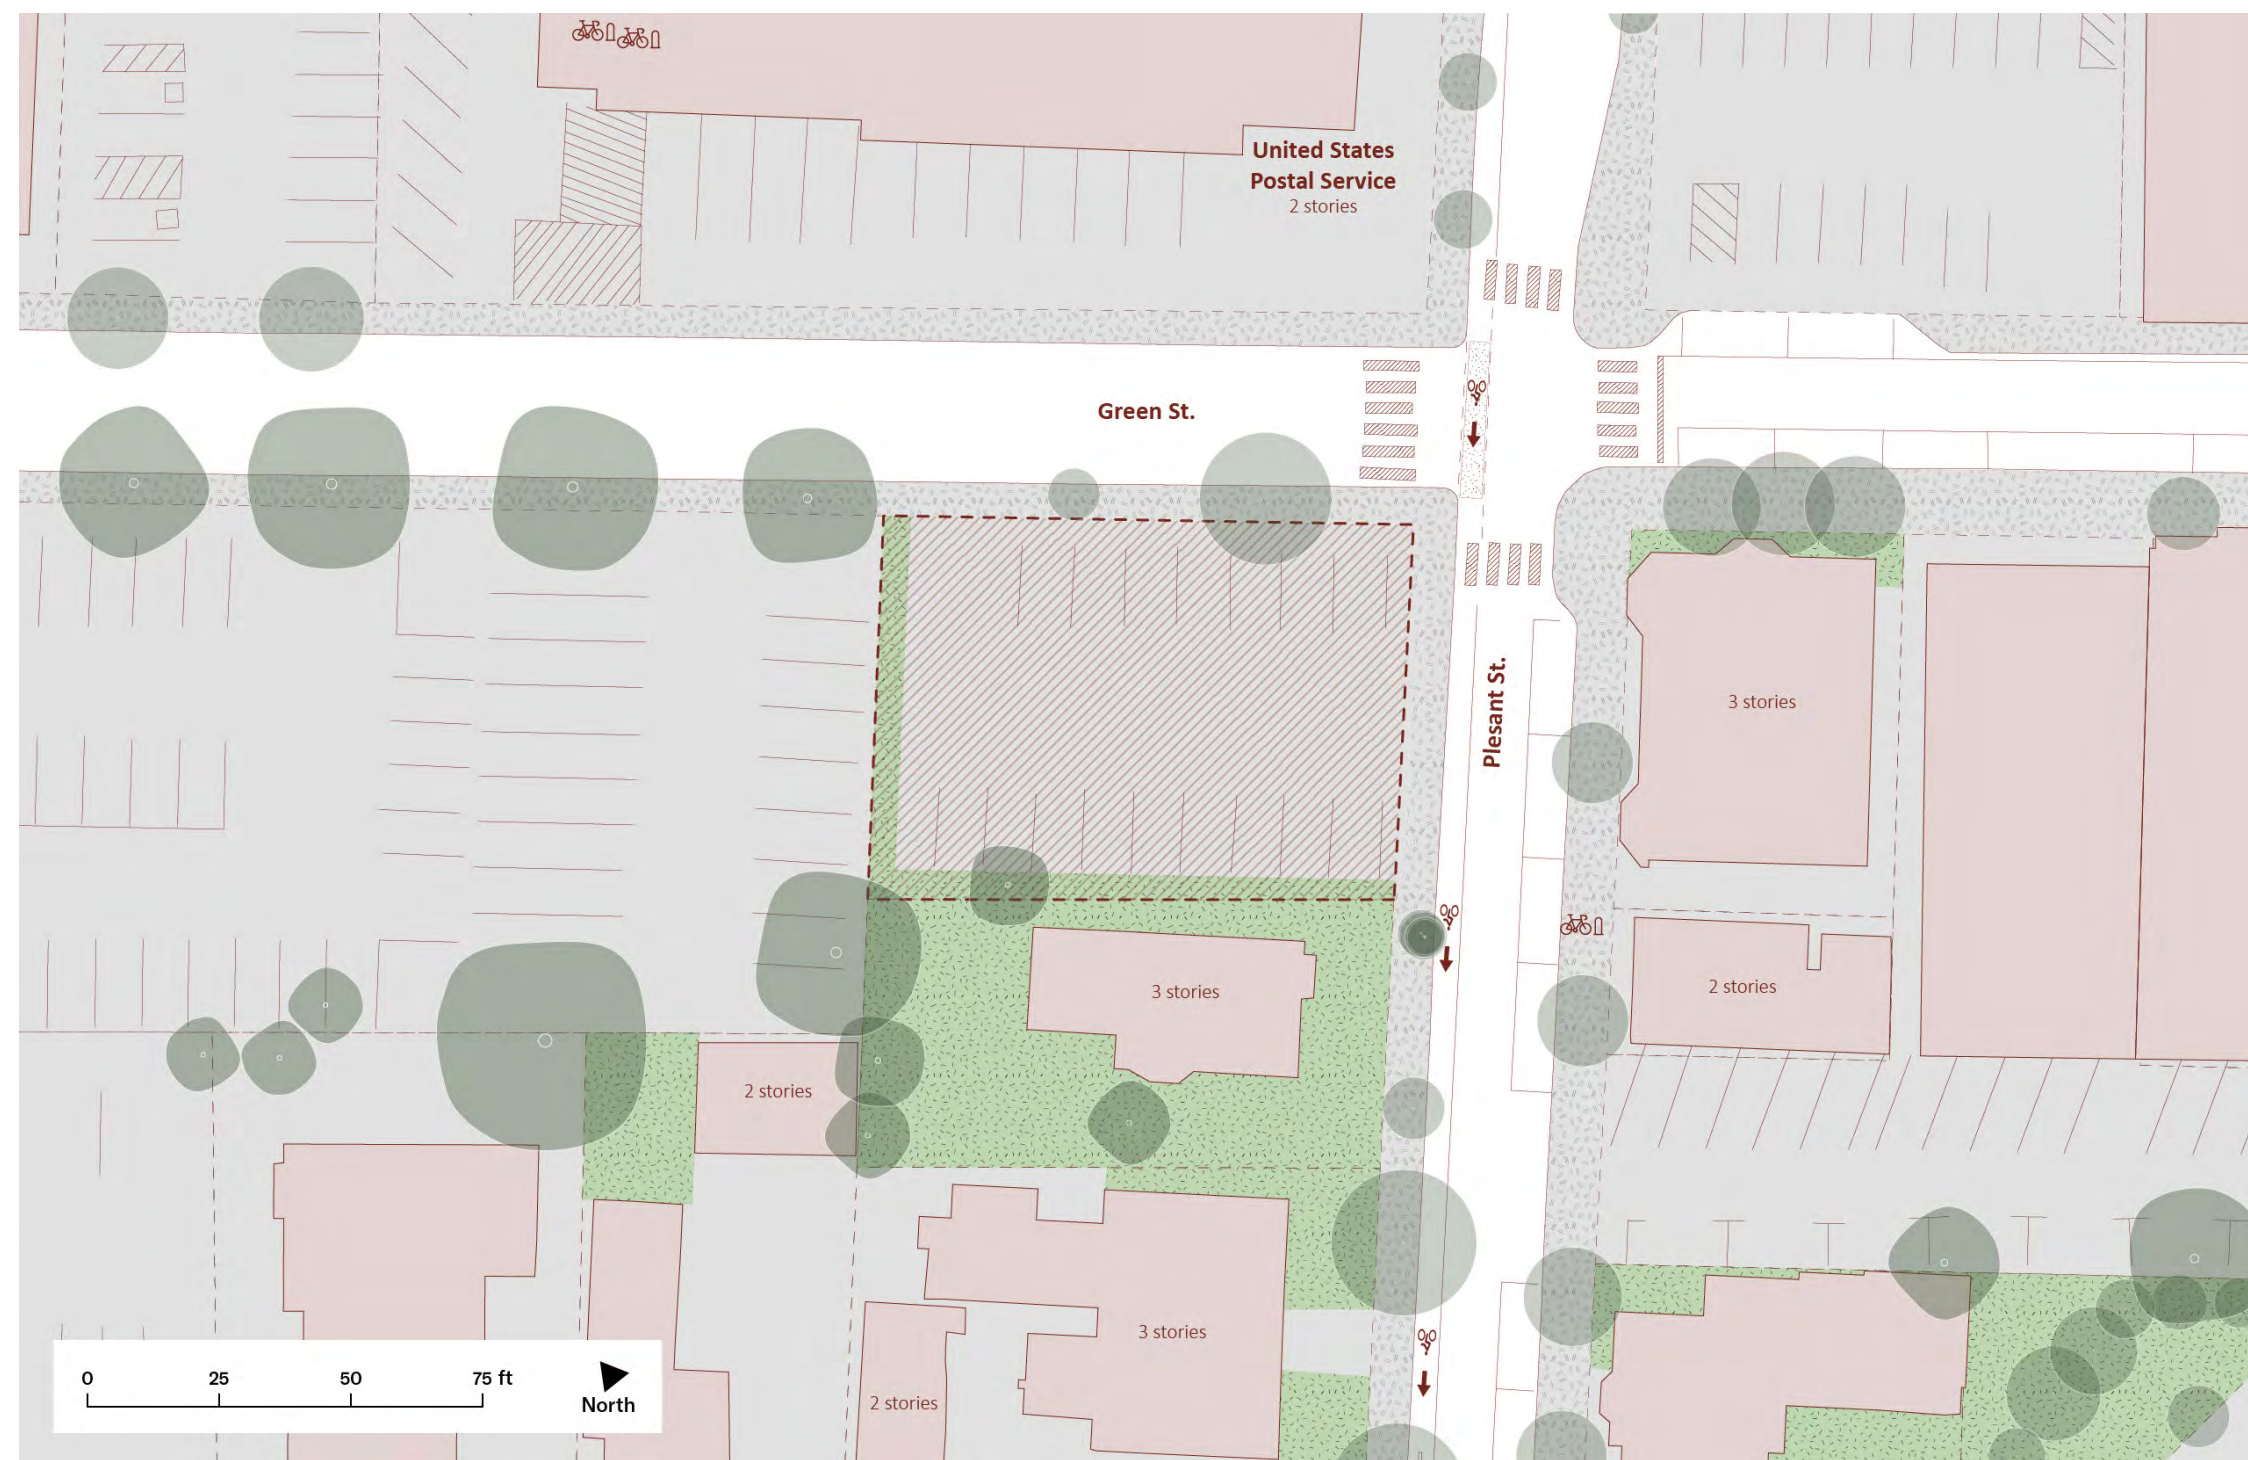 United States
Postal Service
2 stories
Green St.
Plesant St.
3 stories
3 stories
2 stories
2 stories
3 stories
2 stories
0 25 50 75 ft
North